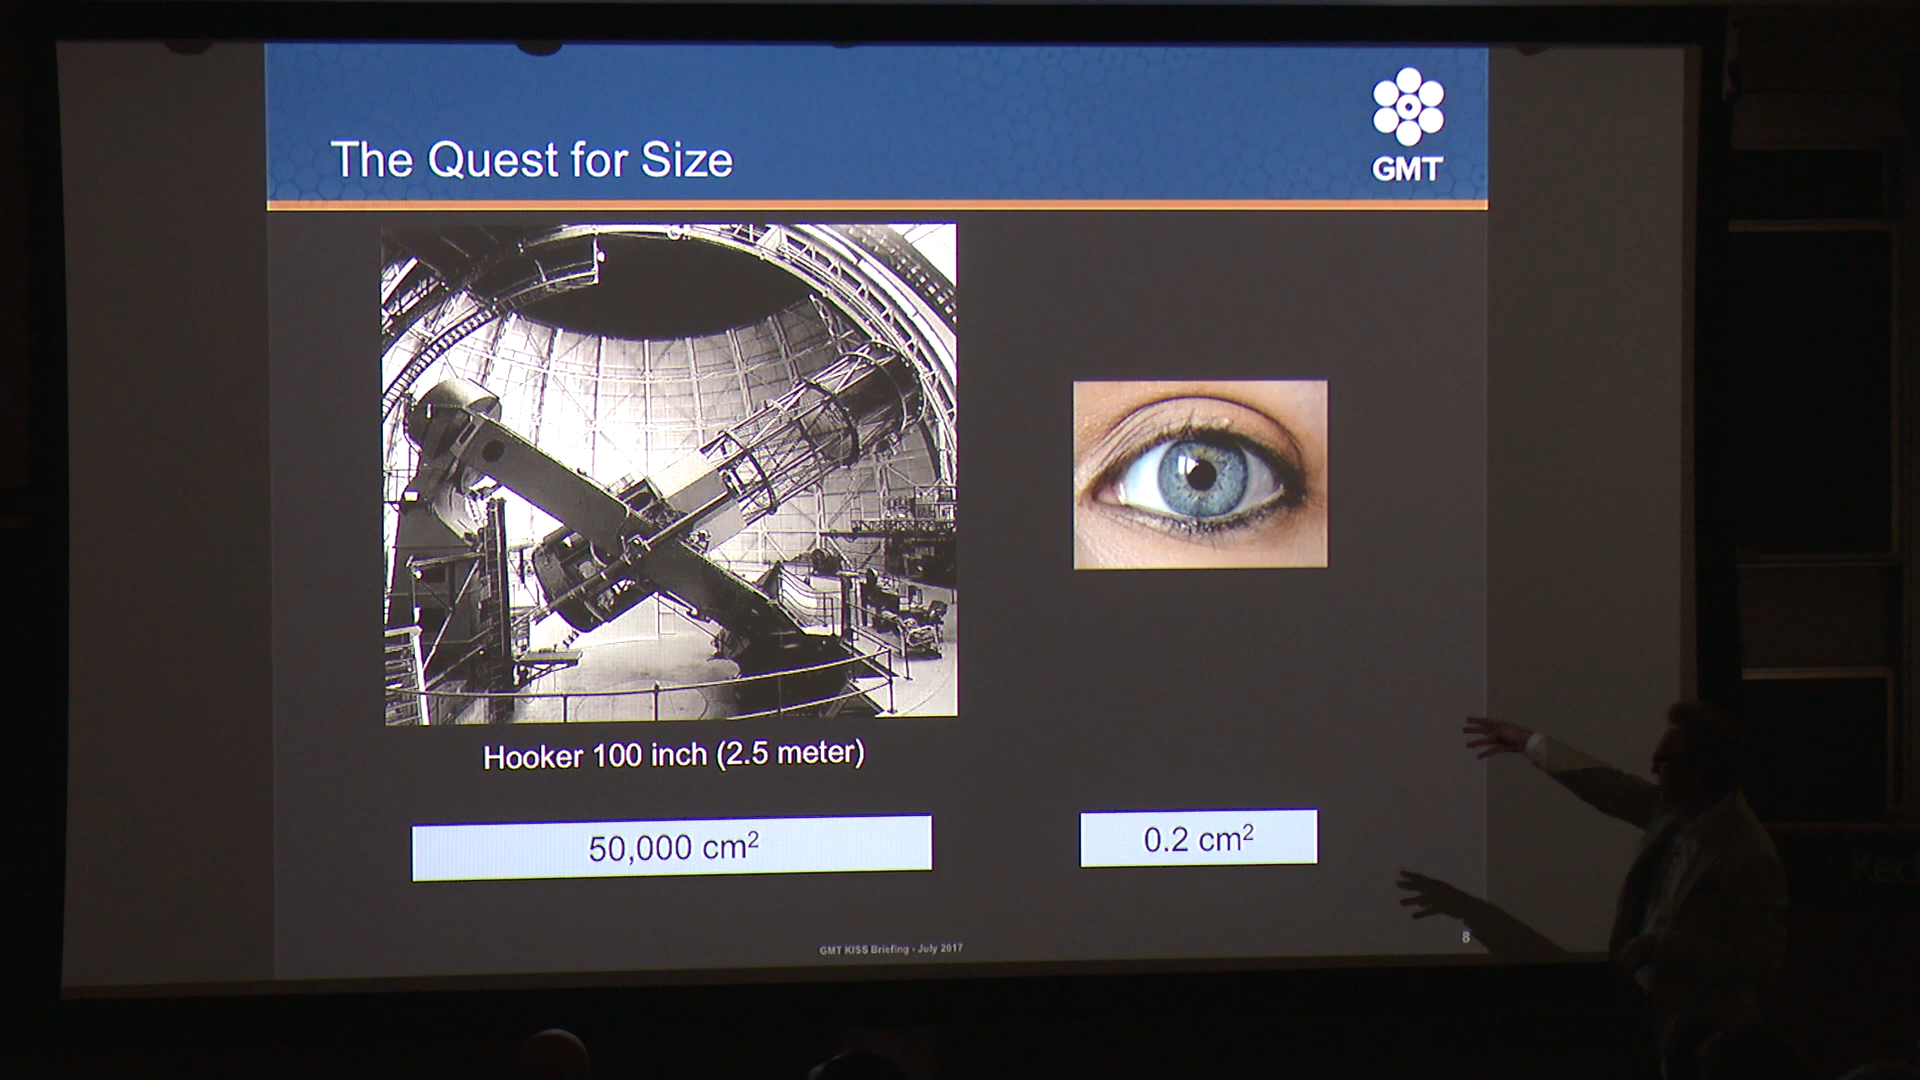 The Quest for Size
GMT
Hooker 100 inch (2.5 meter)
50,000 cm²
0.2 cm²
GMT KISS Briefing - July 2017
8